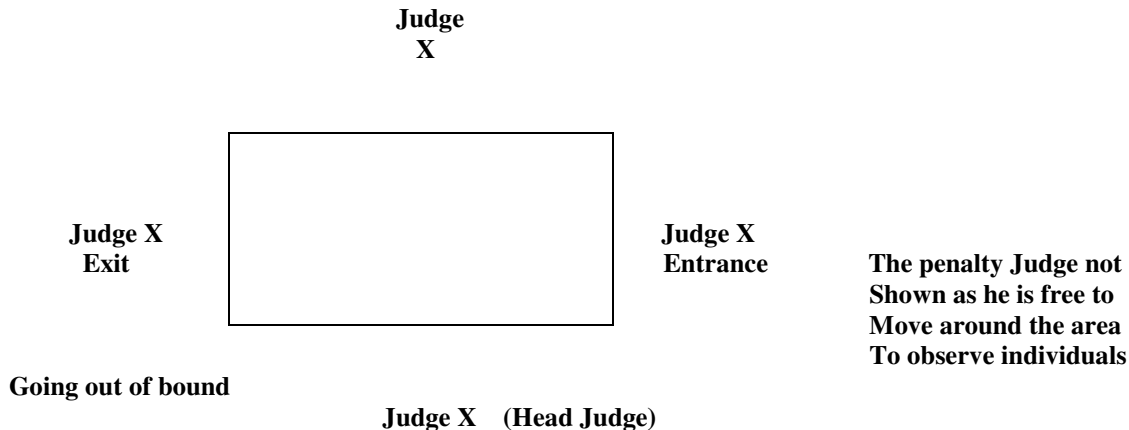 Judge
X
Judge X
Exit
Judge X
Entrance
The penalty Judge not
Shown as he is free to
Move around the area
To observe individuals
Going out of bound
Judge X (Head Judge)